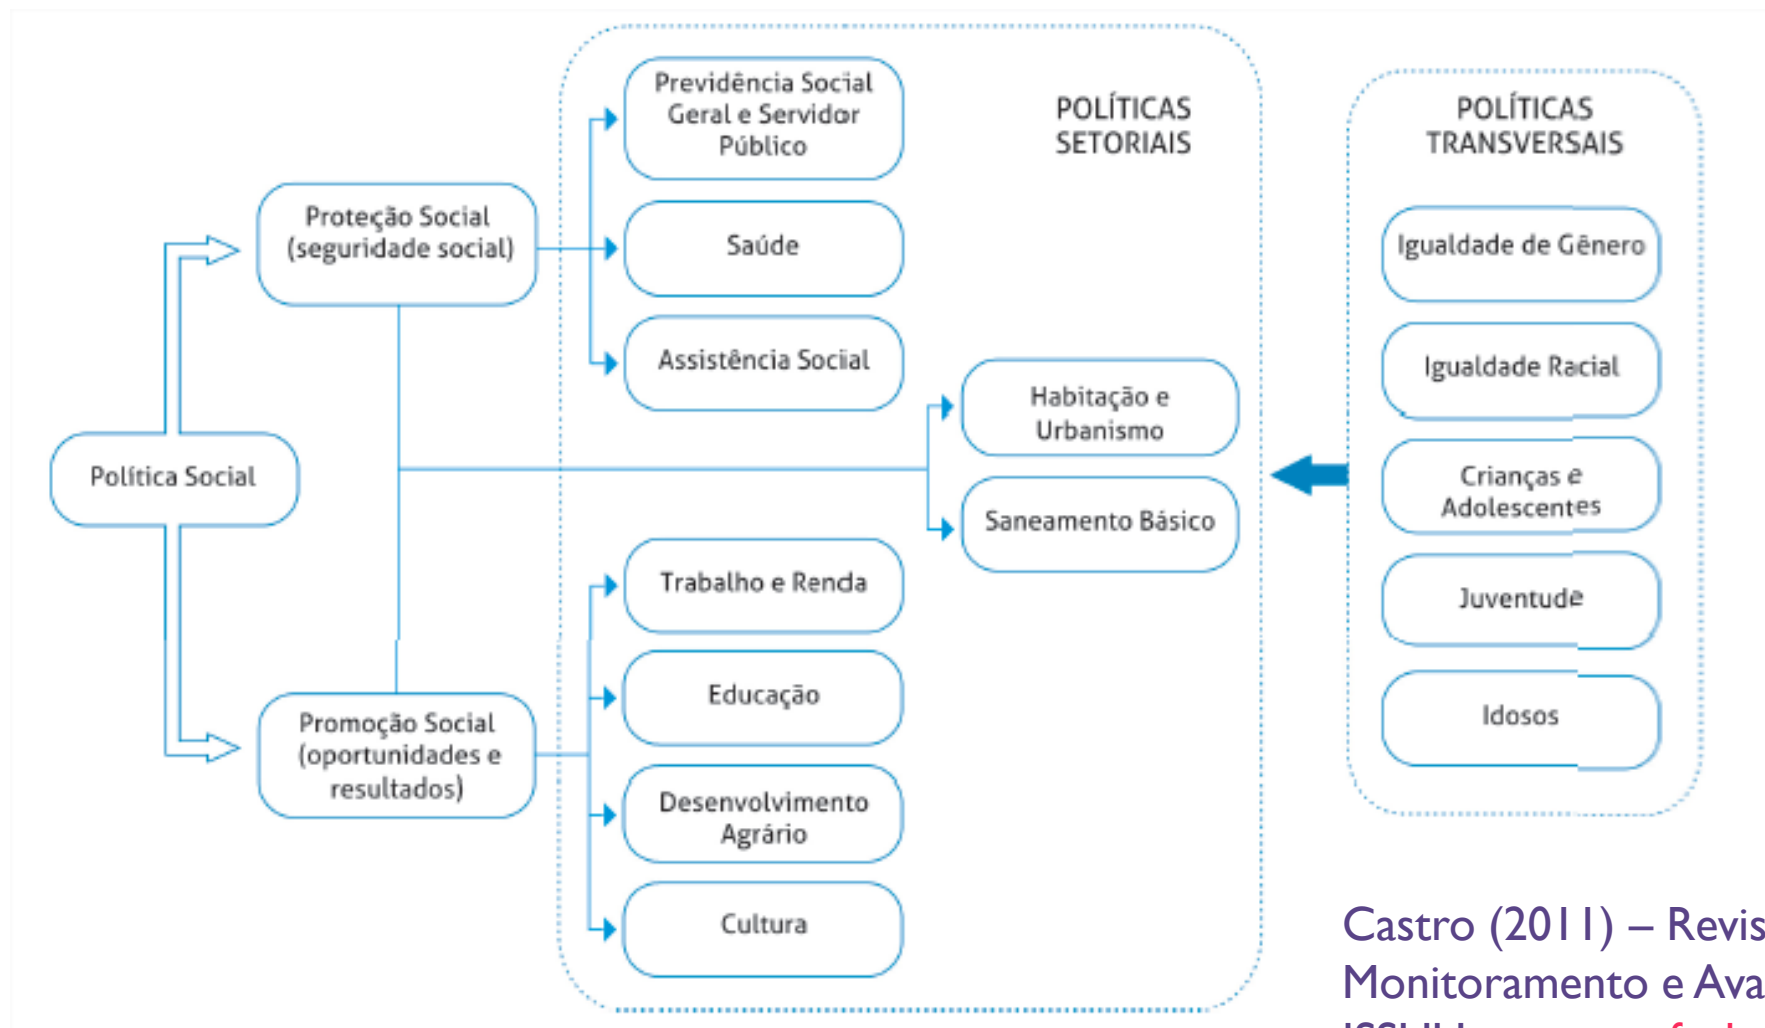 Previdência Social
Geral e Servidor
Público
POLÍTICAS
SETORIAIS
POLÍTICAS
TRANSVERSAIS
Proteção Social
(seguridade social)
Saúde
Igualdade de Gênero
Assistência Social
Igualdade Racial
Habitação e
Urbanismo
Política Social
Crianças e
Adolescentes
Saneamento Básico
Trabalho e Renda
Juventude
Educação
Promoção Social
(oportunidades e
resultados)
Idosos
Desenvolvimento
Agrário
Cultura
Castro (2011) – Revis
Monitoramento e Ava